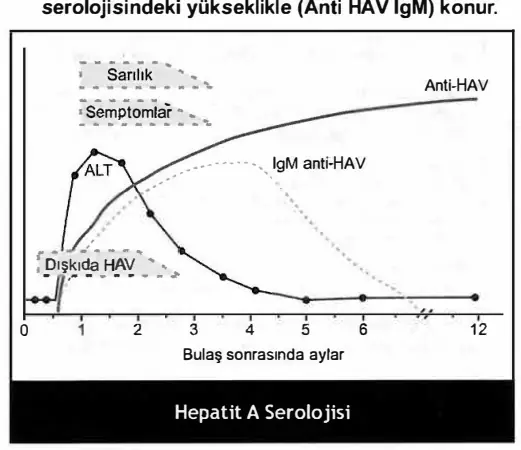 serolojisindeki yükseklikle (Anti HAV IgM) konur.
Sarılık
Anti-HAV
Semptomlar
IgM anti-HAV
ALT
Dışkıda HAV
0 1 2 3 4 5 6 12
Bulaş sonrasında aylar
Hepatit A Serolojisi